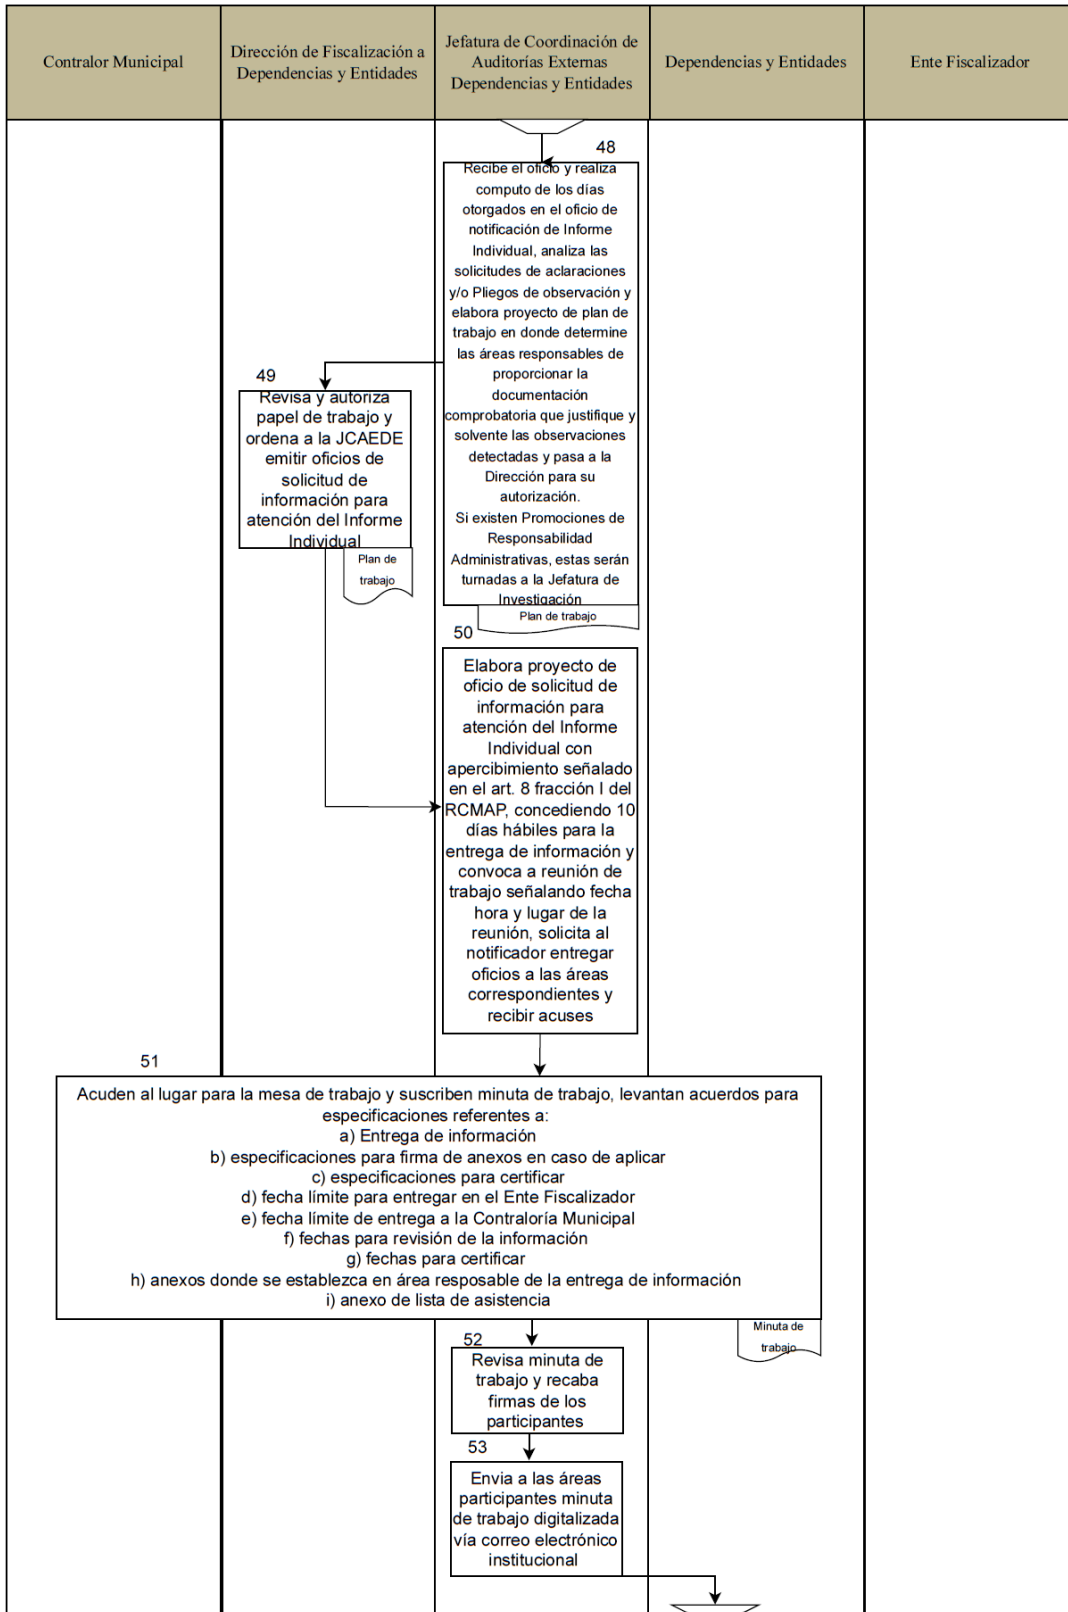 Contralor Municipal
Dirección de Fiscalización a
Dependencias y Entidades
Jefatura de Coordinación de
Auditorías Externas
Dependencias y Entidades
Dependencias y Entidades
Ente Fiscalizador
48
Recibe el oficio y realiza
computo de los días
otorgados en el oficio de
notificación de Informe
Individual, analiza las
solicitudes de aclaraciones
y/o Pliegos de observación y
elabora proyecto de plan de
trabajo en donde determine
las áreas responsables de
proporcionar la
documentación
comprobatoria que justifique y
solvente las observaciones
detectadas y pasa a la
Dirección para su
autorización.
Si existen Promociones de
Responsabilidad
Administrativas, estas serán
turnadas a la Jefatura de
Investigación
Plan de trabajo
49
Revisa y autoriza
papel de trabajo y
ordena a la JCAEDE
emitir oficios de
solicitud de
información para
atención del Informe
Individual
Plan de
trabajo
50
Elabora proyecto de
oficio de solicitud de
información para
atención del Informe
Individual con
apercibimiento señalado
en el art. 8 fracción I del
RCMAP, concediendo 10
días hábiles para la
entrega de información y
convoca a reunión de
trabajo señalando fecha
hora y lugar de la
reunión, solicita al
notificador entregar
oficios a las áreas
correspondientes y
recibir acuses
51
Acuden al lugar para la mesa de trabajo y suscriben minuta de trabajo, levantan acuerdos para
especificaciones referentes a:
a) Entrega de información
b) especificaciones para firma de anexos en caso de aplicar
c) especificaciones para certificar
d) fecha límite para entregar en el Ente Fiscalizador
e) fecha límite de entrega a la Contraloría Municipal
f) fechas para revisión de la información
g) fechas para certificar
h) anexos donde se establezca en área resposable de la entrega de información
i) anexo de lista de asistencia
Minuta de
trabajo
52
Revisa minuta de
trabajo y recaba
firmas de los
participantes
53
Envia a las áreas
participantes minuta
de trabajo digitalizada
vía correo electrónico
institucional